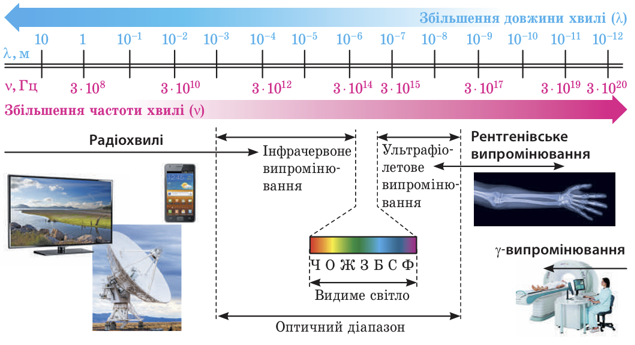 Збільшення довжини хвилі (λ)
10 1 10⁻¹ 10⁻² 10⁻³ 10⁻⁴ 10⁻⁵ 10⁻⁶ 10⁻⁷ 10⁻⁸ 10⁻⁹ 10⁻¹⁰ 10⁻¹¹ 10⁻¹²
λ, м
ν, Гц 3·10⁸ 3·10¹⁰ 3·10¹² 3·10¹⁴ 3·10¹⁵ 3·10¹⁷ 3·10¹⁹ 3·10²⁰
Збільшення частоти хвилі (ν)
Радіохвилі
Інфрачервоне
випроміню-
вання
Ультрафіо-
летове
випроміню-
вання
Рентгенівське
випромінювання
γ-випромінювання
Ч О Ж З Б С Ф
Видиме світло
Оптичний діапазон